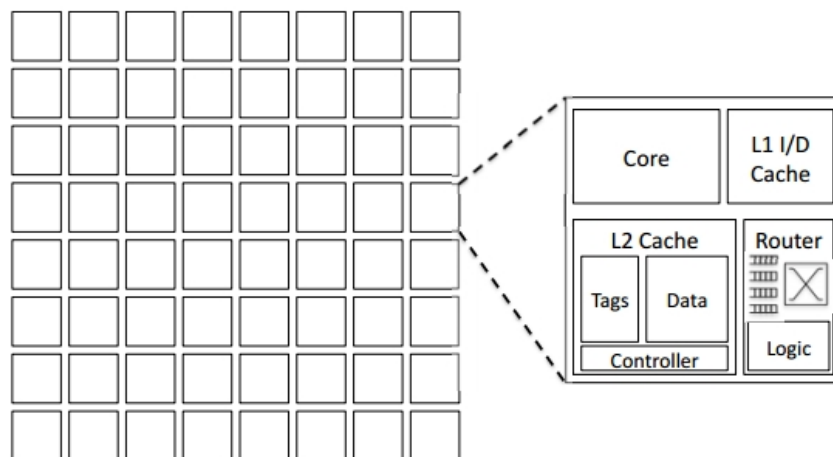 Core
L1 I/D
Cache
L2 Cache
Tags
Data
Controller
Router
Logic